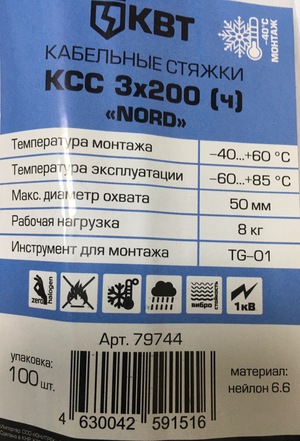 КВТ
-40°C
МОНТАЖ
КАБЕЛЬНЫЕ СТЯЖКИ
КСС 3х200 (ч)
«NORD»
Температура монтажа –40...+60 °C
Температура эксплуатации –60...+85 °C
Макс. диаметр охвата 50 мм
Рабочая нагрузка 8 кг
Инструмент для монтажа TG-01
zero halogen
вибро стойкость
1кВ
Арт. 79744
упаковка:
100 шт.
материал:
нейлон 6.6
4 630042 591516